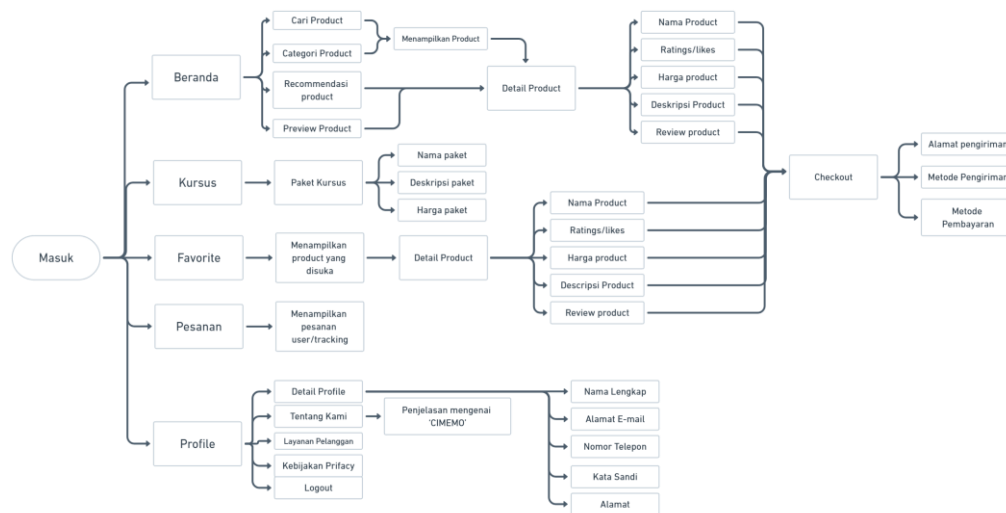 Masuk
Beranda
Cari Product
Categori Product
Recommendasi
product
Preview Product
Menampilkan Product
Detail Product
Nama Product
Ratings/likes
Harga product
Deskripsi Product
Review product
Kursus
Paket Kursus
Nama paket
Deskripsi paket
Harga paket
Favorite
Menampilkan
product yang
disuka
Detail Product
Nama Product
Ratings/likes
Harga product
Descripsi Product
Review product
Checkout
Alamat pengiriman
Metode Pengiriman
Metode
Pembayaran
Pesanan
Menampilkan
pesanan
user/tracking
Profile
Detail Profile
Tentang Kami
Layanan Pelanggan
Kebijakan Prifacy
Logout
Penjelasan mengenai
'CIMEMO'
Nama Lengkap
Alamat E-mail
Nomor Telepon
Kata Sandi
Alamat